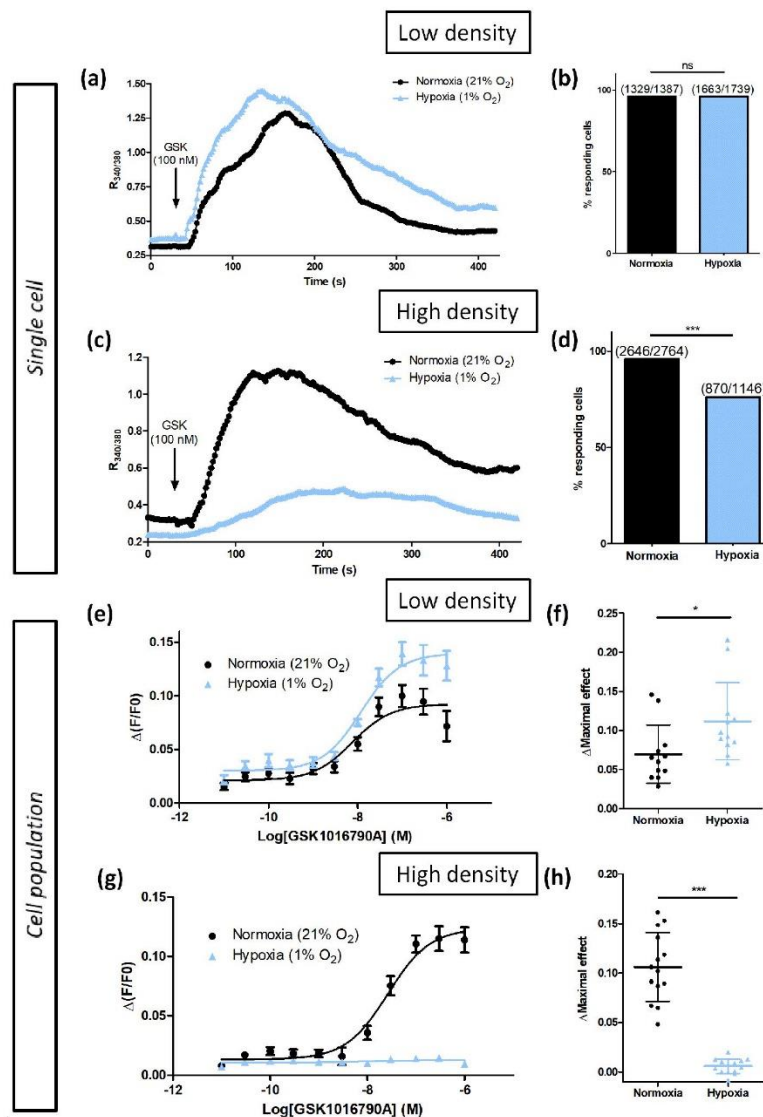 Low density
Single cell
(a)
Normoxia (21% O2)
Hypoxia (1% O2)
GSK
(100 nM)
R340/380
1.50
1.25
1.00
0.75
0.50
0.25
0
100
200
300
400
Time (s)
(b)
ns
(1329/1387)
(1663/1739)
% responding cells
100
50
0
Normoxia
Hypoxia
High density
(c)
Normoxia (21% O2)
Hypoxia (1% O2)
GSK
(100 nM)
R340/380
1.2
1.0
0.8
0.6
0.4
0.2
0
100
200
300
400
Time (s)
(d)
***
(2646/2764)
(870/1146
% responding cells
100
50
0
Normoxia
Hypoxia
Cell population
Low density
(e)
Normoxia (21% O2)
Hypoxia (1% O2)
Δ(F/F0)
0.15
0.10
0.05
0.00
-12
-10
-8
-6
Log[GSK1016790A] (M)
(f)
*
ΔMaximal effect
0.25
0.20
0.15
0.10
0.05
0.00
Normoxia
Hypoxia
High density
(g)
Normoxia (21% O2)
Hypoxia (1% O2)
Δ(F/F0)
0.15
0.10
0.05
0.00
-12
-10
-8
-6
Log[GSK1016790A] (M)
(h)
***
ΔMaximal effect
0.20
0.15
0.10
0.05
0.00
Normoxia
Hypoxia